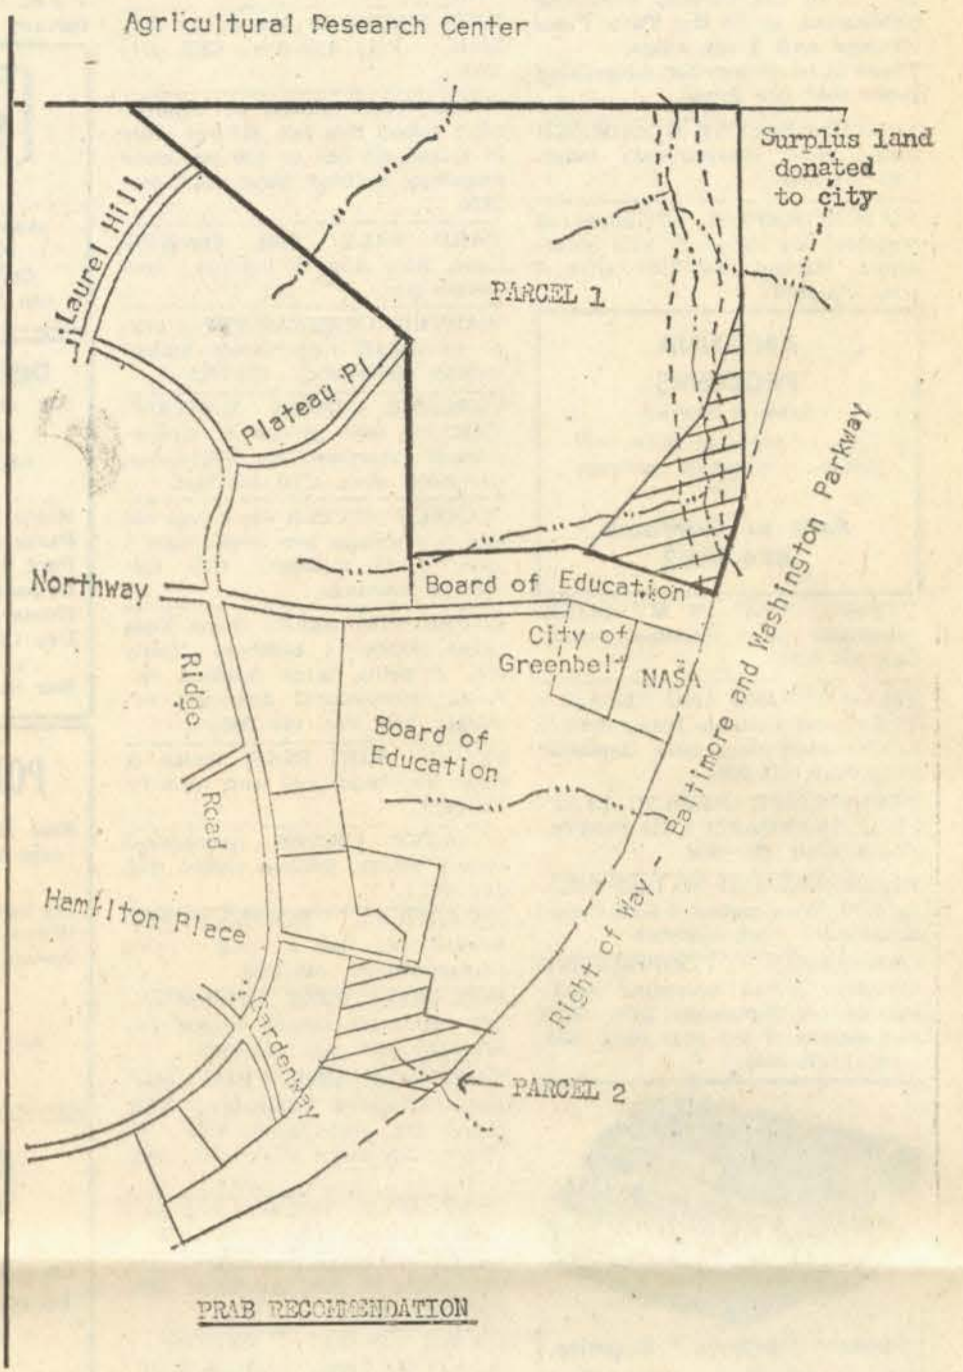 Agricultural Research Center
Surplus land
donated
to city
Laurel Hill
PARCEL 1
Plateau Pl
Northway
Board of Education
City of
Greenbelt
NASA
Ridge
Road
Board of
Education
Right of Way - Baltimore and Washington Parkway
Hamilton Place
Gardenway
PARCEL 2
PRAB RECOMMENDATION